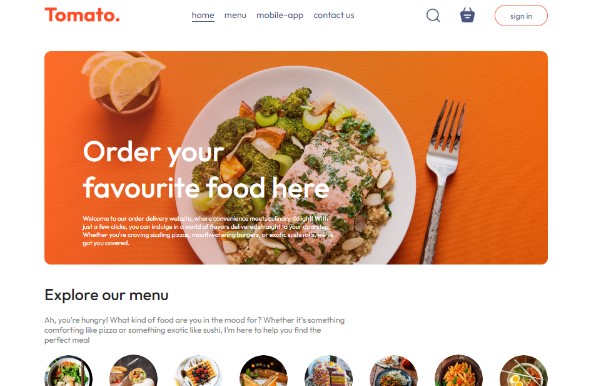 Tomato.
home menu mobile-app contact us sign in
Order your
favourite food here
Welcome to our order delivery website, where convenience meets culinary delight! With
just a few clicks, you can indulge in a world of flavors delivered straight to your doorstep.
Whether you're craving sizzling pizzas, mouthwatering burgers, or exotic sushi rolls, we've
got you covered.
Explore our menu
Ah, you're hungry! What kind of food are you in the mood for? Whether it's something
comforting like pizza or something exotic like sushi, I'm here to help you find the
perfect meal